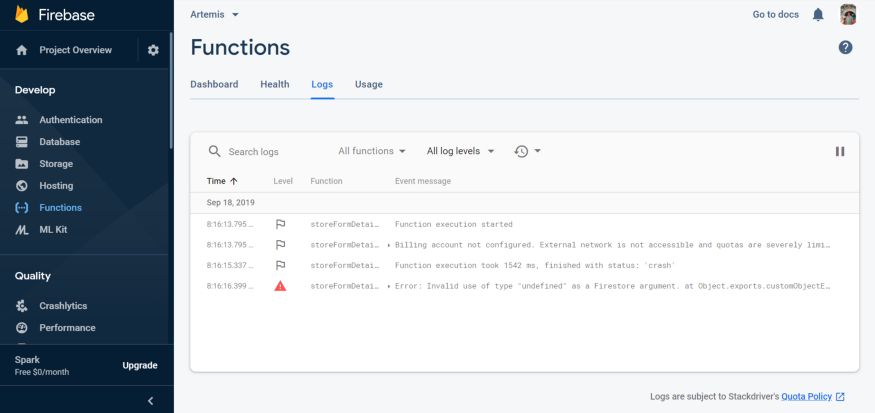 Firebase
Artemis
Go to docs
Project Overview
Functions
Dashboard Health Logs Usage
Develop
Authentication
Database
Storage
Hosting
Functions
ML Kit
Quality
Crashlytics
Performance
Spark
Free $0/month
Upgrade
Search logs All functions All log levels
Time Level Function Event message
Sep 18, 2019
8:16:13.795 ... storeFormDetai... Function execution started
8:16:13.795 ... storeFormDetai... Billing account not configured. External network is not accessible and quotas are severely limi...
8:16:15.337 ... storeFormDetai... Function execution took 1542 ms, finished with status: 'crash'
8:16:16.399 ... storeFormDetai... Error: Invalid use of type "undefined" as a Firestore argument. at Object.exports.customObjectE...
Logs are subject to Stackdriver's Quota Policy